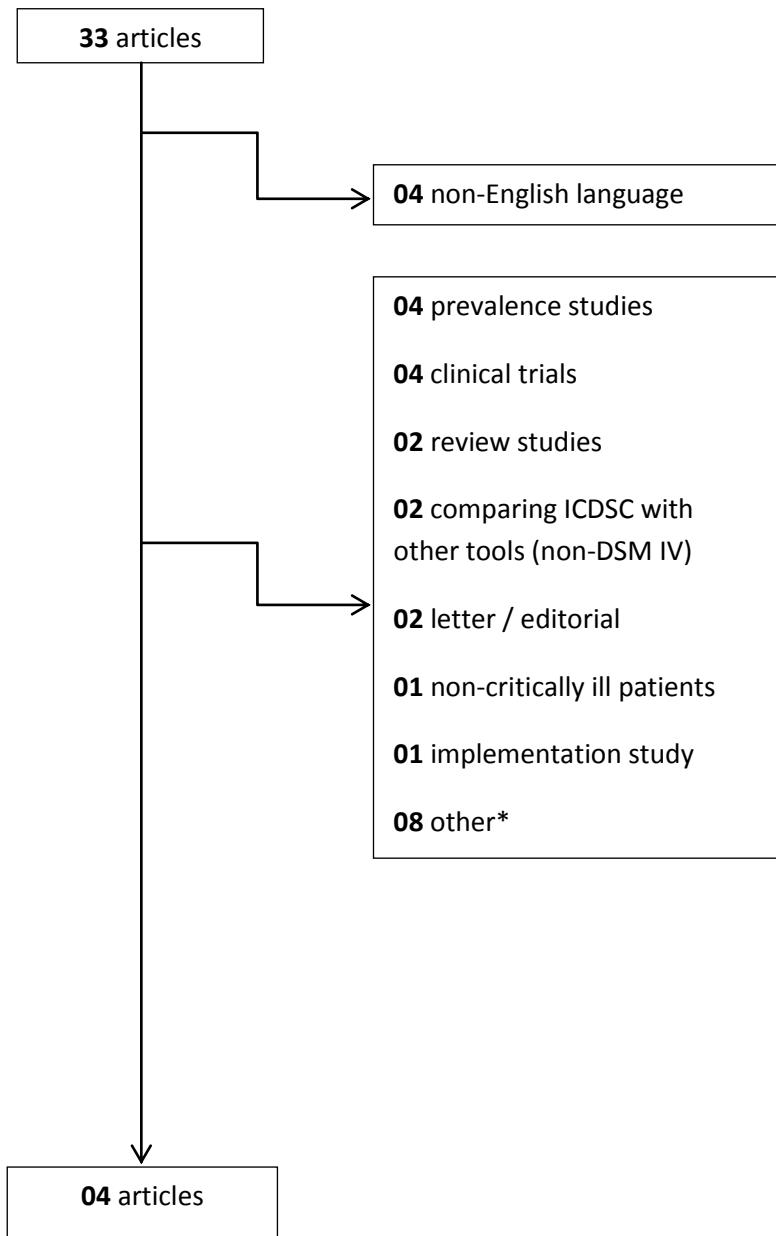 33 articles
04 non-English language
04 prevalence studies
04 clinical trials
02 review studies
02 comparing ICDSC with
other tools (non-DSM IV)
02 letter / editorial
01 non-critically ill patients
01 implementation study
08 other*
04 articles